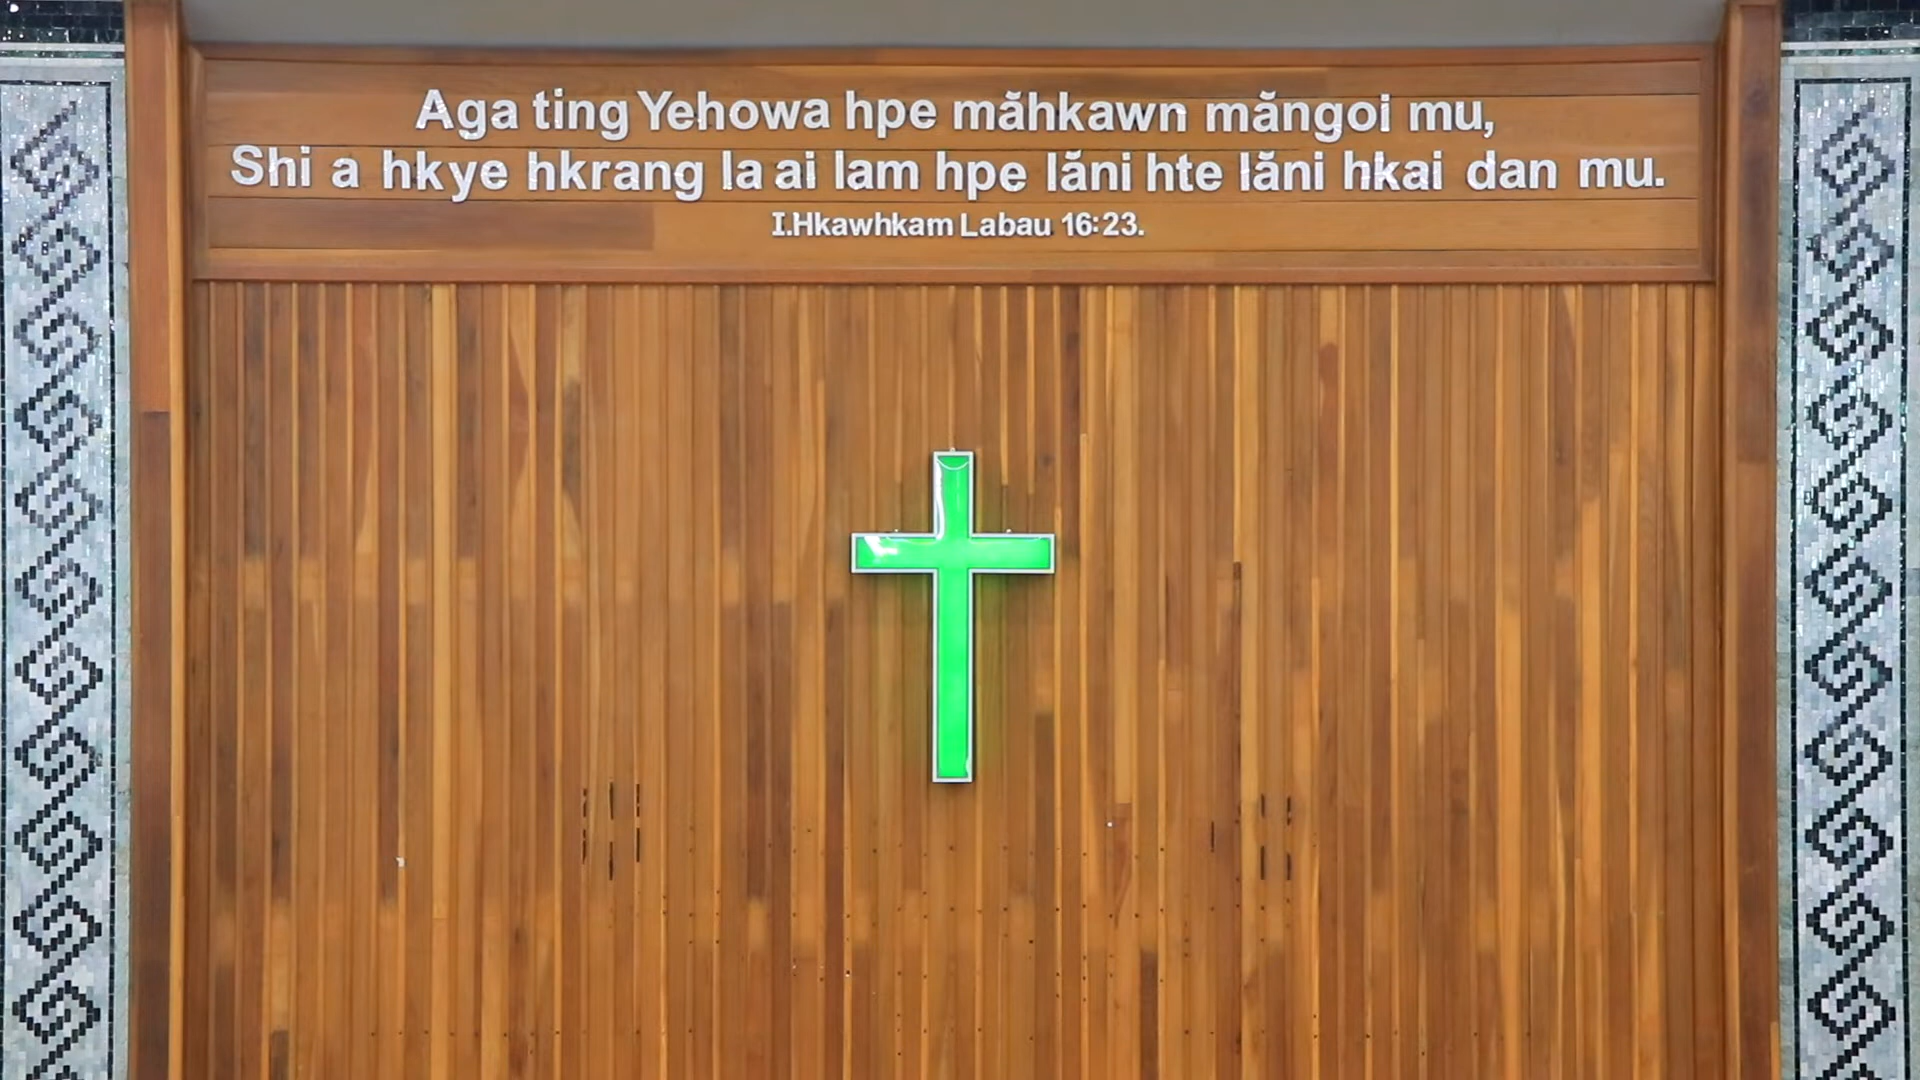 Aga ting Yehowa hpe măhkawn măngoi mu,
Shi a hkye hkrang la ai lam hpe lăni hte lăni hkai dan mu.
I.Hkawhkam Labau 16:23.